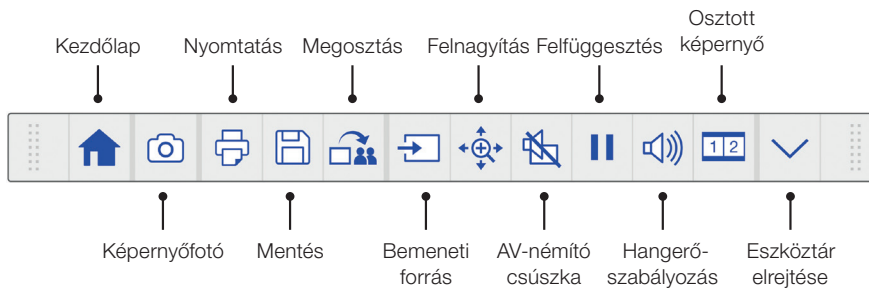 Osztott
képernyő
Kezdőlap
Nyomtatás
Megosztás
Felnagyítás
Felfüggesztés
1 2
Képernyőfotó
Mentés
Bemeneti
forrás
AV-némító
csúszka
Hangerő-
szabályozás
Eszköztár
elrejtése